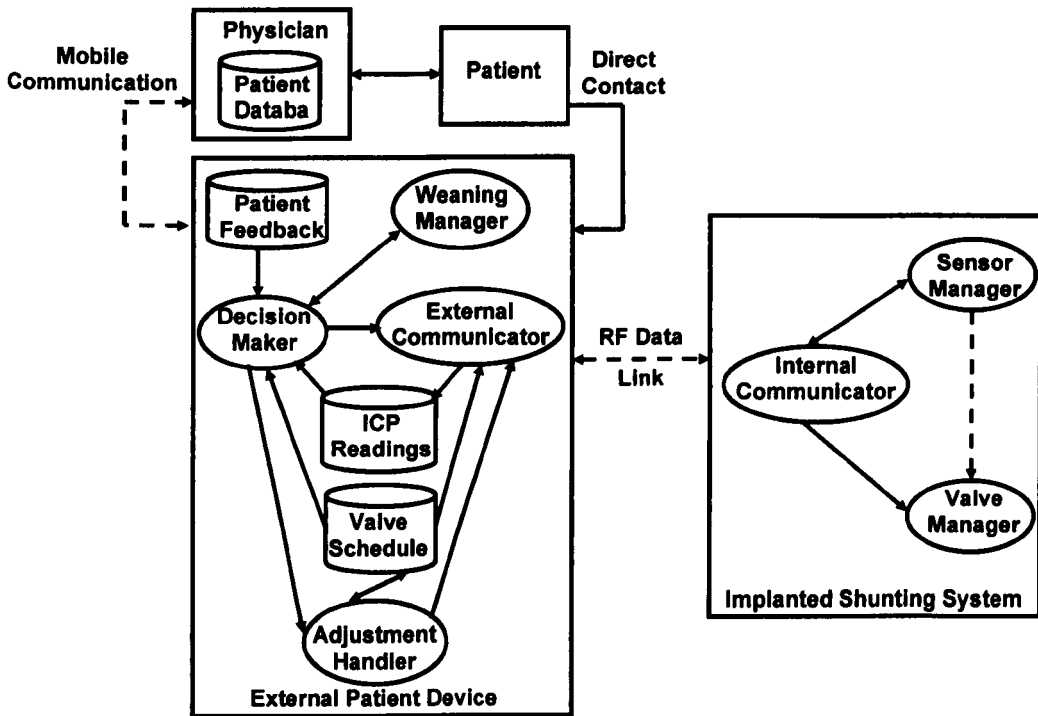 Physician
Patient
Databa
Patient
Mobile
Communication
Direct
Contact
Patient
Feedback
Weaning
Manager
Decision
Maker
External
Communicator
ICP
Readings
Valve
Schedule
Adjustment
Handler
External Patient Device
RF Data
Link
Sensor
Manager
Internal
Communicator
Valve
Manager
Implanted Shunting System